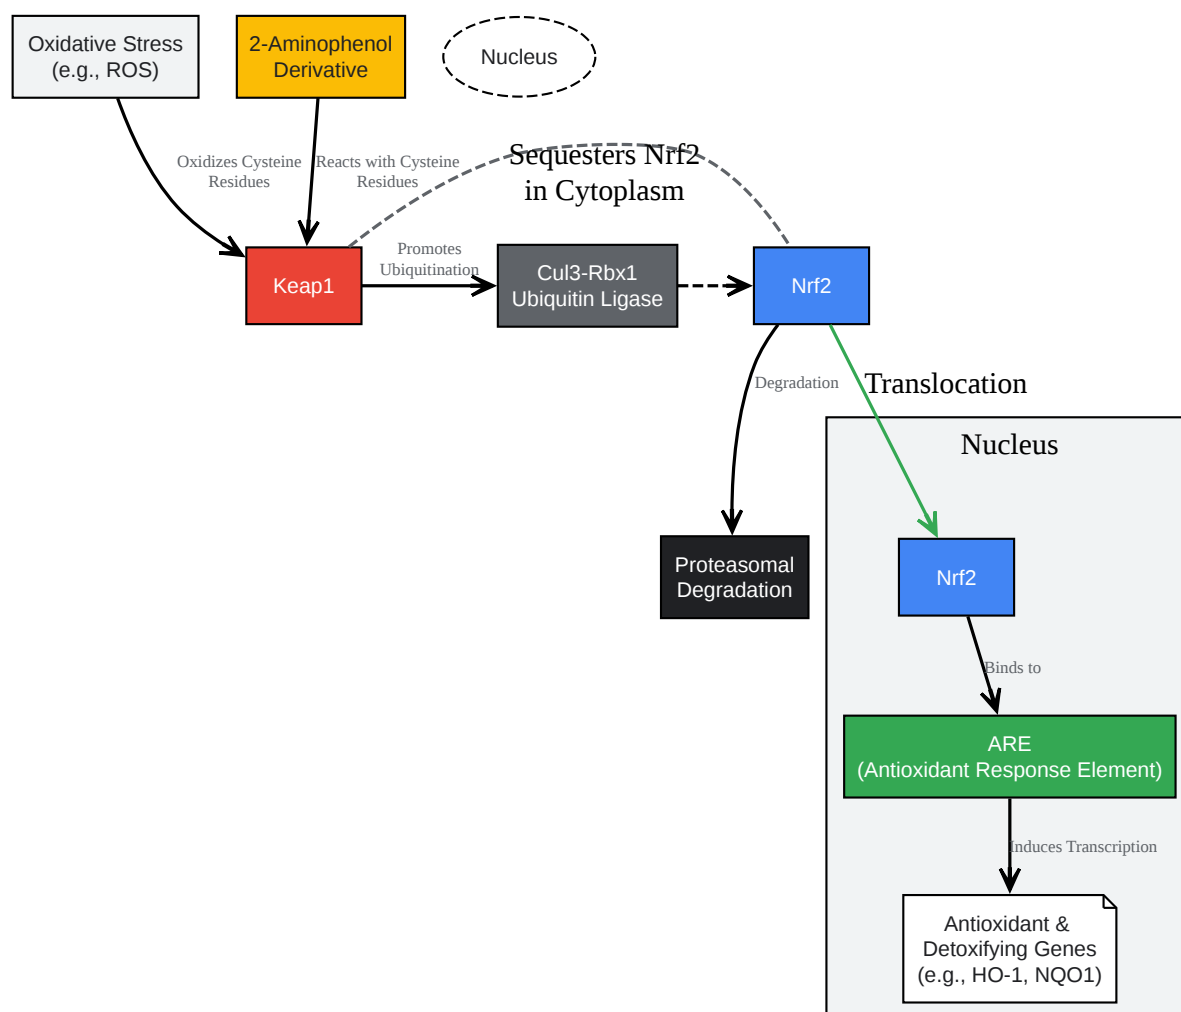 Oxidative Stress
(e.g., ROS)
2-Aminophenol
Derivative
Nucleus
Oxidizes Cysteine
Residues
Reacts with Cysteine
Residues
Sequesters Nrf2
in Cytoplasm
Keap1
Promotes
Ubiquitination
Cul3-Rbx1
Ubiquitin Ligase
Nrf2
Degradation
Translocation
Nucleus
Proteasomal
Degradation
Nrf2
Binds to
ARE
(Antioxidant Response Element)
Induces Transcription
Antioxidant &
Detoxifying Genes
(e.g., HO-1, NQO1)